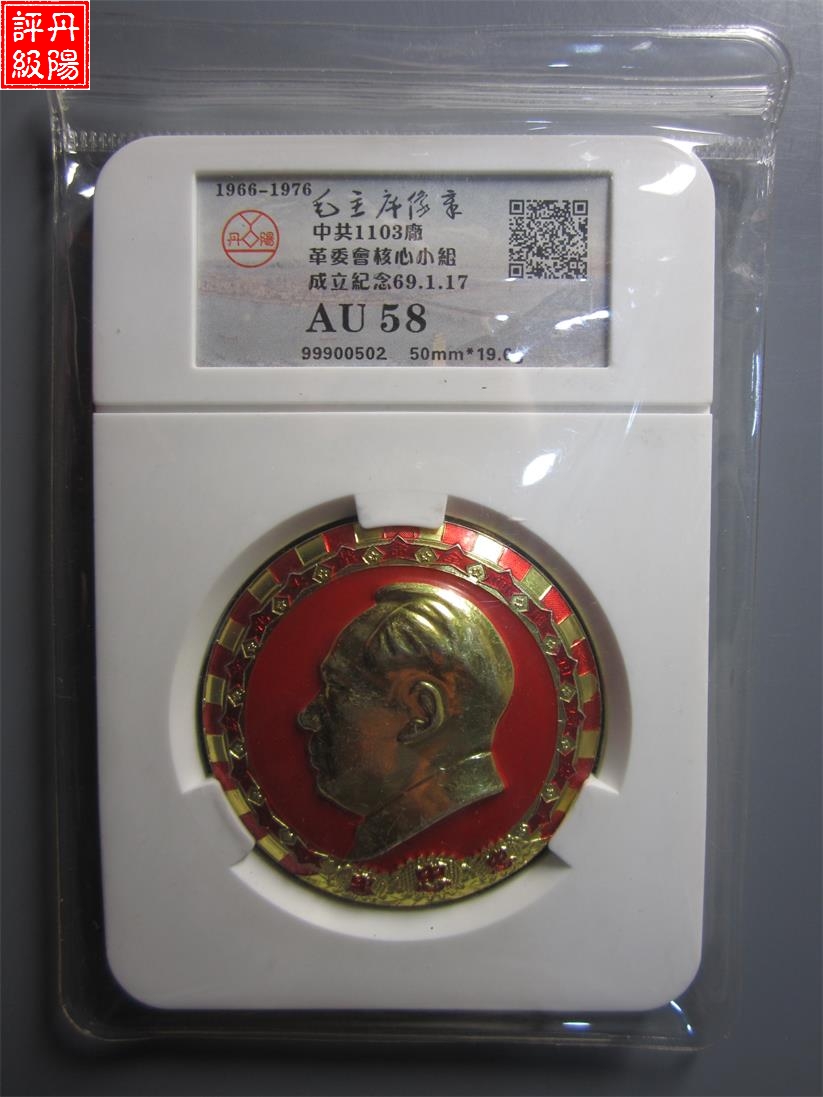 丹陽
評級
1966-1976
毛主席像章
丹陽
中共1103廠
革委會核心小組
成立紀念69.1.17
AU 58
99900502 50mm*19.